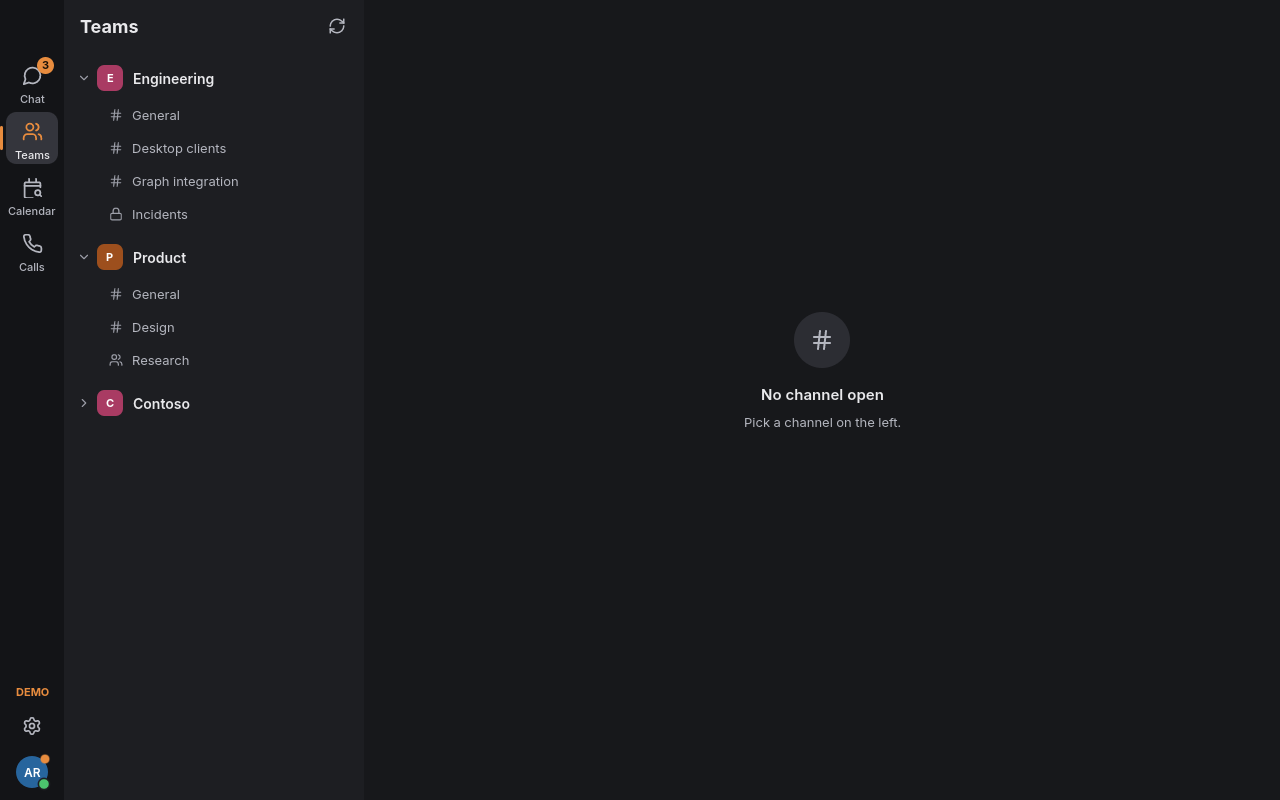 Teams
3
Chat
Teams
Calendar
Calls
E Engineering
General
Desktop clients
Graph integration
Incidents
P Product
General
Design
Research
C Contoso
No channel open
Pick a channel on the left.
DEMO
AR